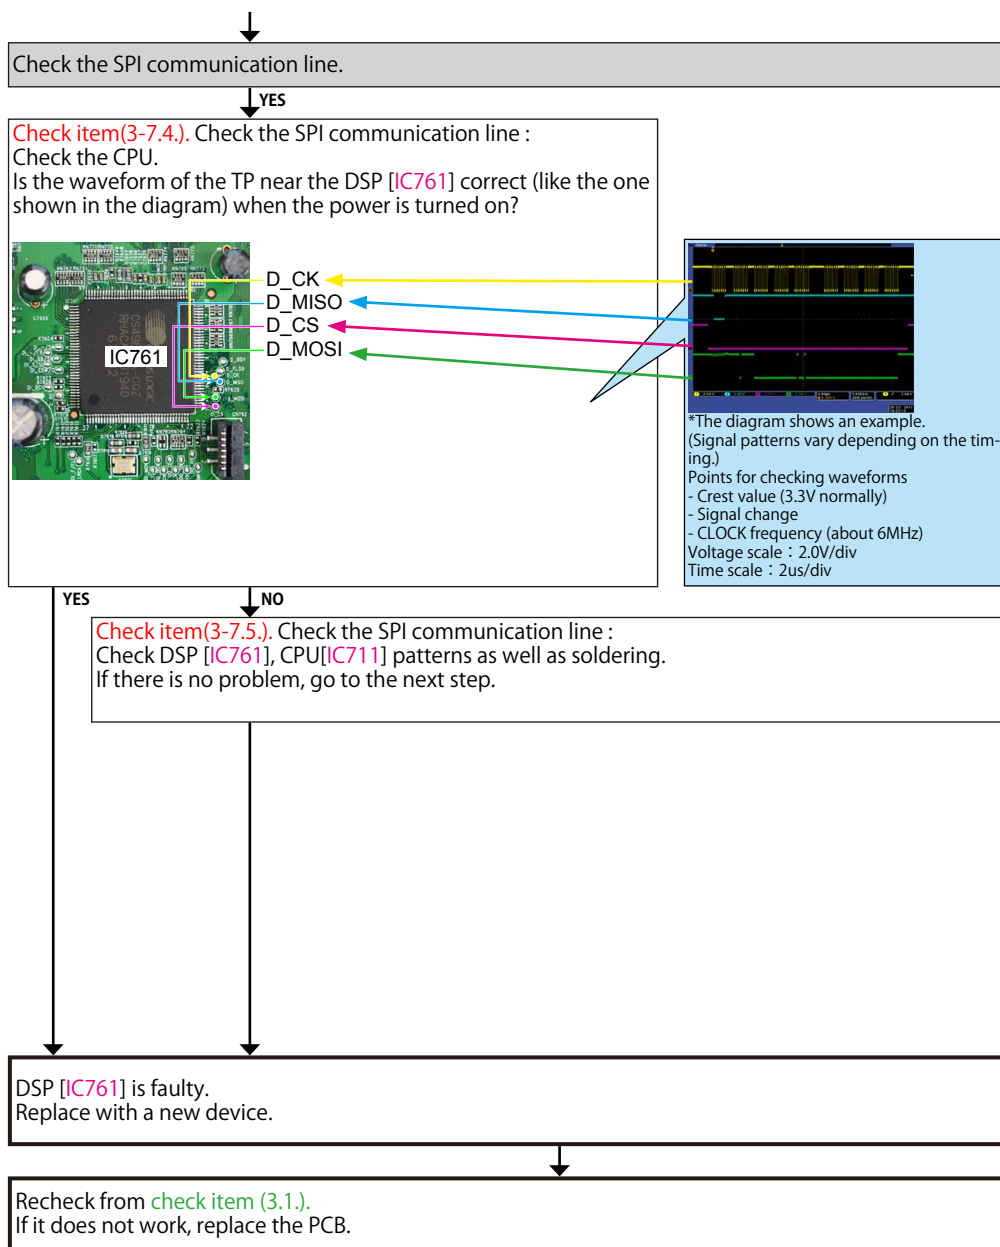 Check the SPI communication line.
YES
Check item(3-7.4.). Check the SPI communication line :
Check the CPU.
Is the waveform of the TP near the DSP [IC761] correct (like the one
shown in the diagram) when the power is turned on?
D_CK
D_MISO
D_CS
D_MOSI
IC761
*The diagram shows an example.
(Signal patterns vary depending on the tim-
ing.)
Points for checking waveforms
- Crest value (3.3V normally)
- Signal change
- CLOCK frequency (about 6MHz)
Voltage scale : 2.0V/div
Time scale : 2us/div
YES
NO
Check item(3-7.5.). Check the SPI communication line :
Check DSP [IC761], CPU[IC711] patterns as well as soldering.
If there is no problem, go to the next step.
DSP [IC761] is faulty.
Replace with a new device.
Recheck from check item (3.1.).
If it does not work, replace the PCB.